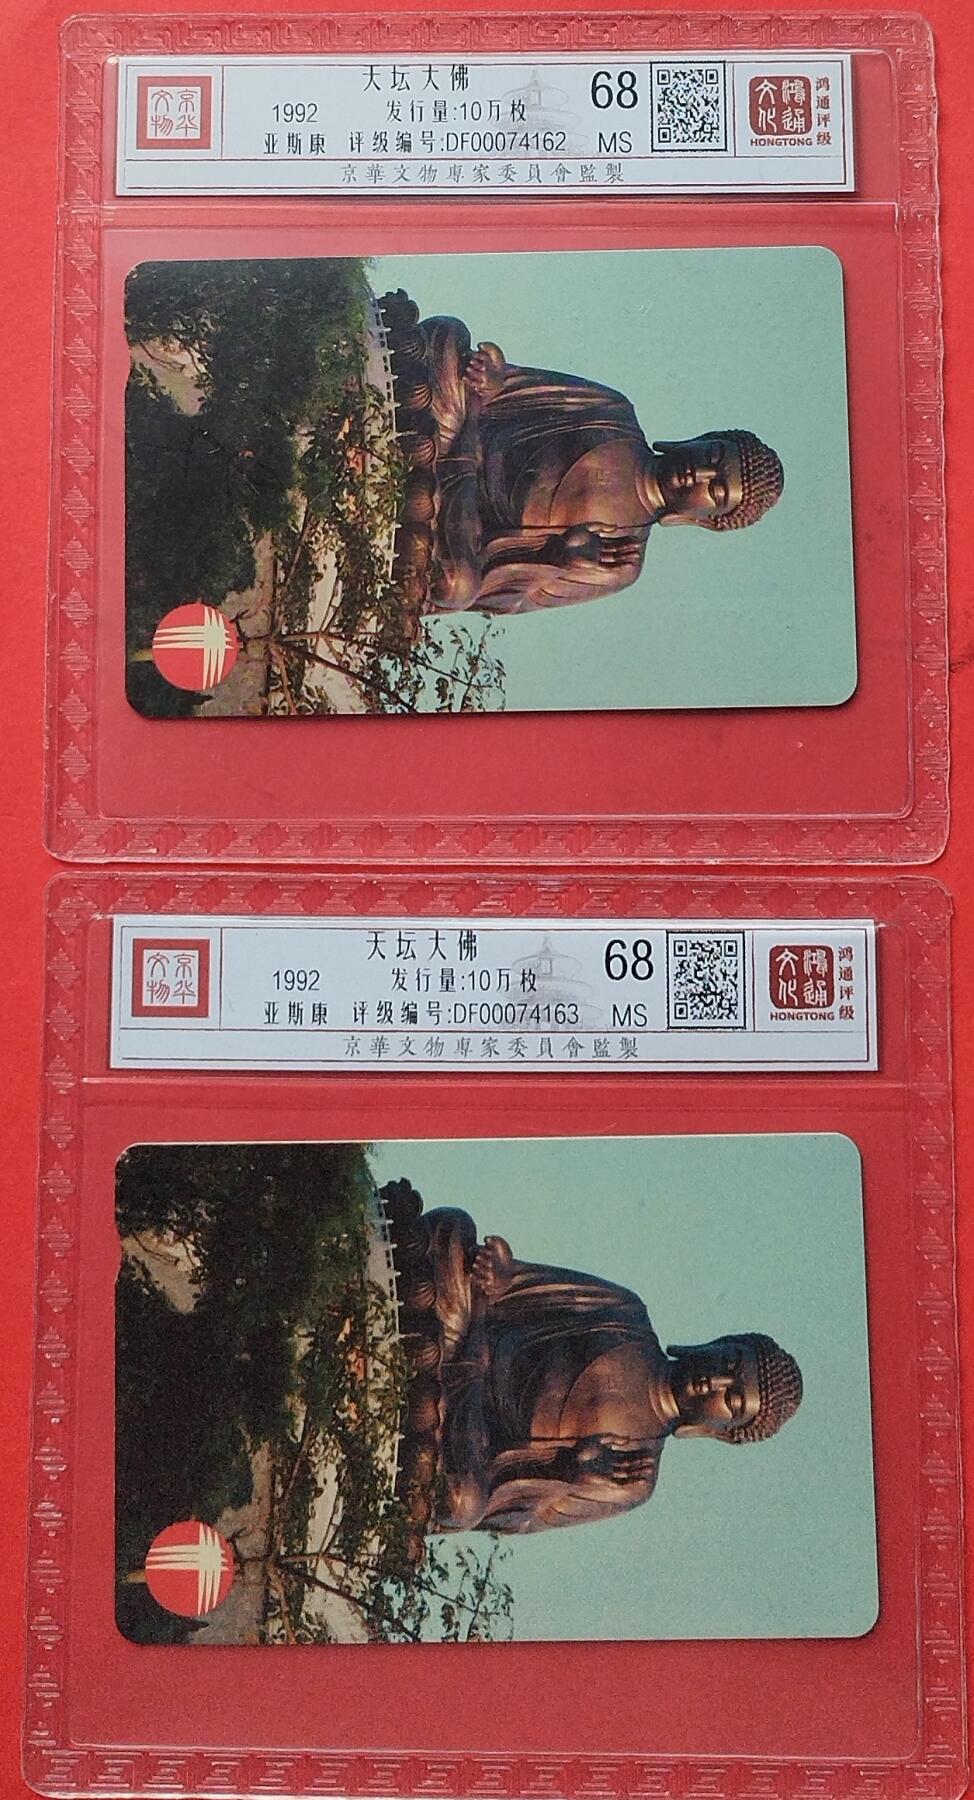 京华文物
天坛大佛
1992 发行量:10万枚
亚斯康 评级编号:DF00074162
68
MS
鸿通文化
HONGTONG
鸿通评级
京華文物專家委員會監製
京华文物
天坛大佛
1992 发行量:10万枚
亚斯康 评级编号:DF00074163
68
MS
鸿通文化
HONGTONG
鸿通评级
京華文物專家委員會監製